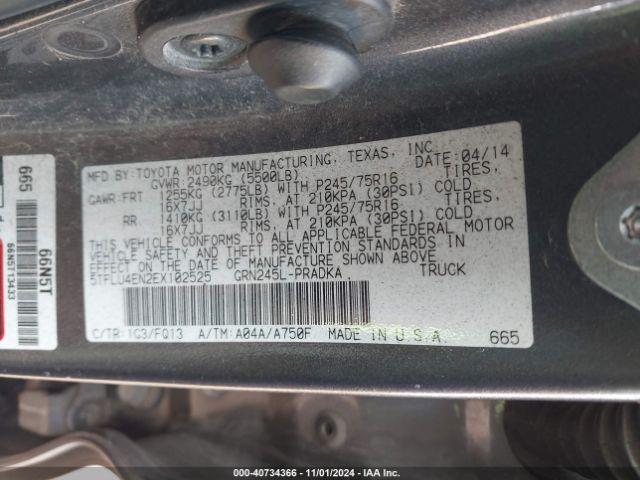 MFD BY: TOYOTA MOTOR MANUFACTURING, TEXAS, INC. DATE: 04/14
GVWR: 2490KG (5500LB)
GAWR: FRT 1255KG (2775LB) WITH P245/75R16 TIRES,
16X7JJ RIMS, AT 210KPA (30PSI) COLD
RR 1410KG (3110LB) WITH P245/75R16 TIRES,
16X7JJ RIMS, AT 210KPA (30PSI) COLD
THIS VEHICLE CONFORMS TO ALL APPLICABLE FEDERAL MOTOR
VEHICLE SAFETY AND THEFT PREVENTION STANDARDS IN
EFFECT ON THE DATE OF MANUFACTURE SHOWN ABOVE.
5TFLU4EN2EX102525 GRN245L-PRADKA TRUCK
C/TR: 1G3/FQ13 A/TM: A04A/A750F MADE IN U.S.A. 665
665
66N5T
000-40734366 - 11/01/2024 - IAA Inc.